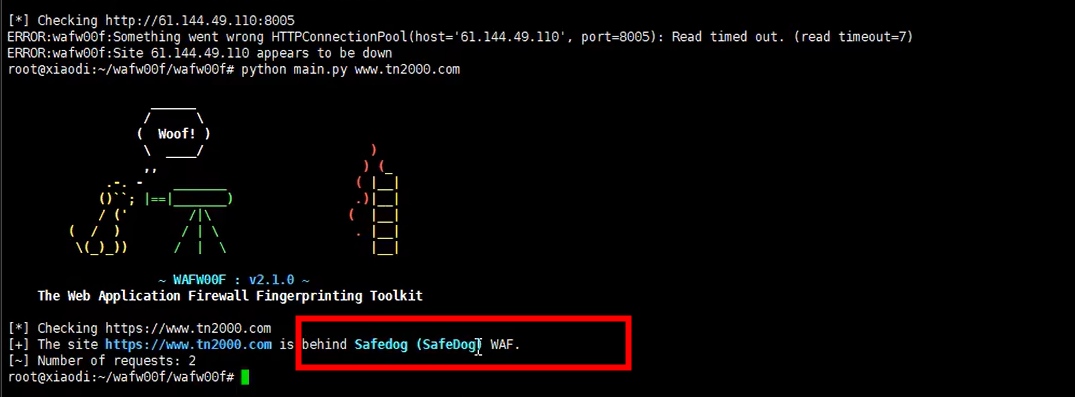 [*] Checking http://61.144.49.110:8005
ERROR:wafw00f:Something went wrong HTTPConnectionPool(host='61.144.49.110', port=8005): Read timed out. (read timeout=7)
ERROR:wafw00f:Site 61.144.49.110 appears to be down
root@xiaodi:~/wafw00f/wafw00f# python main.py www.tn2000.com
Woof!
~ WAFW00F : v2.1.0 ~
The Web Application Firewall Fingerprinting Toolkit
[*] Checking https://www.tn2000.com
[+] The site https://www.tn2000.com is behind Safedog (SafeDog) WAF.
[~] Number of requests: 2
root@xiaodi:~/wafw00f/wafw00f#